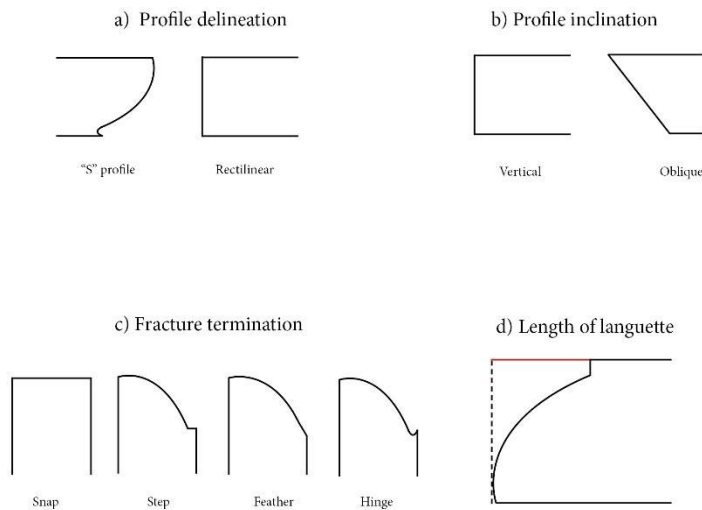 a) Profile delineation
b) Profile inclination
"S" profile
Rectilinear
Vertical
Oblique
c) Fracture termination
d) Length of languette
Snap
Step
Feather
Hinge